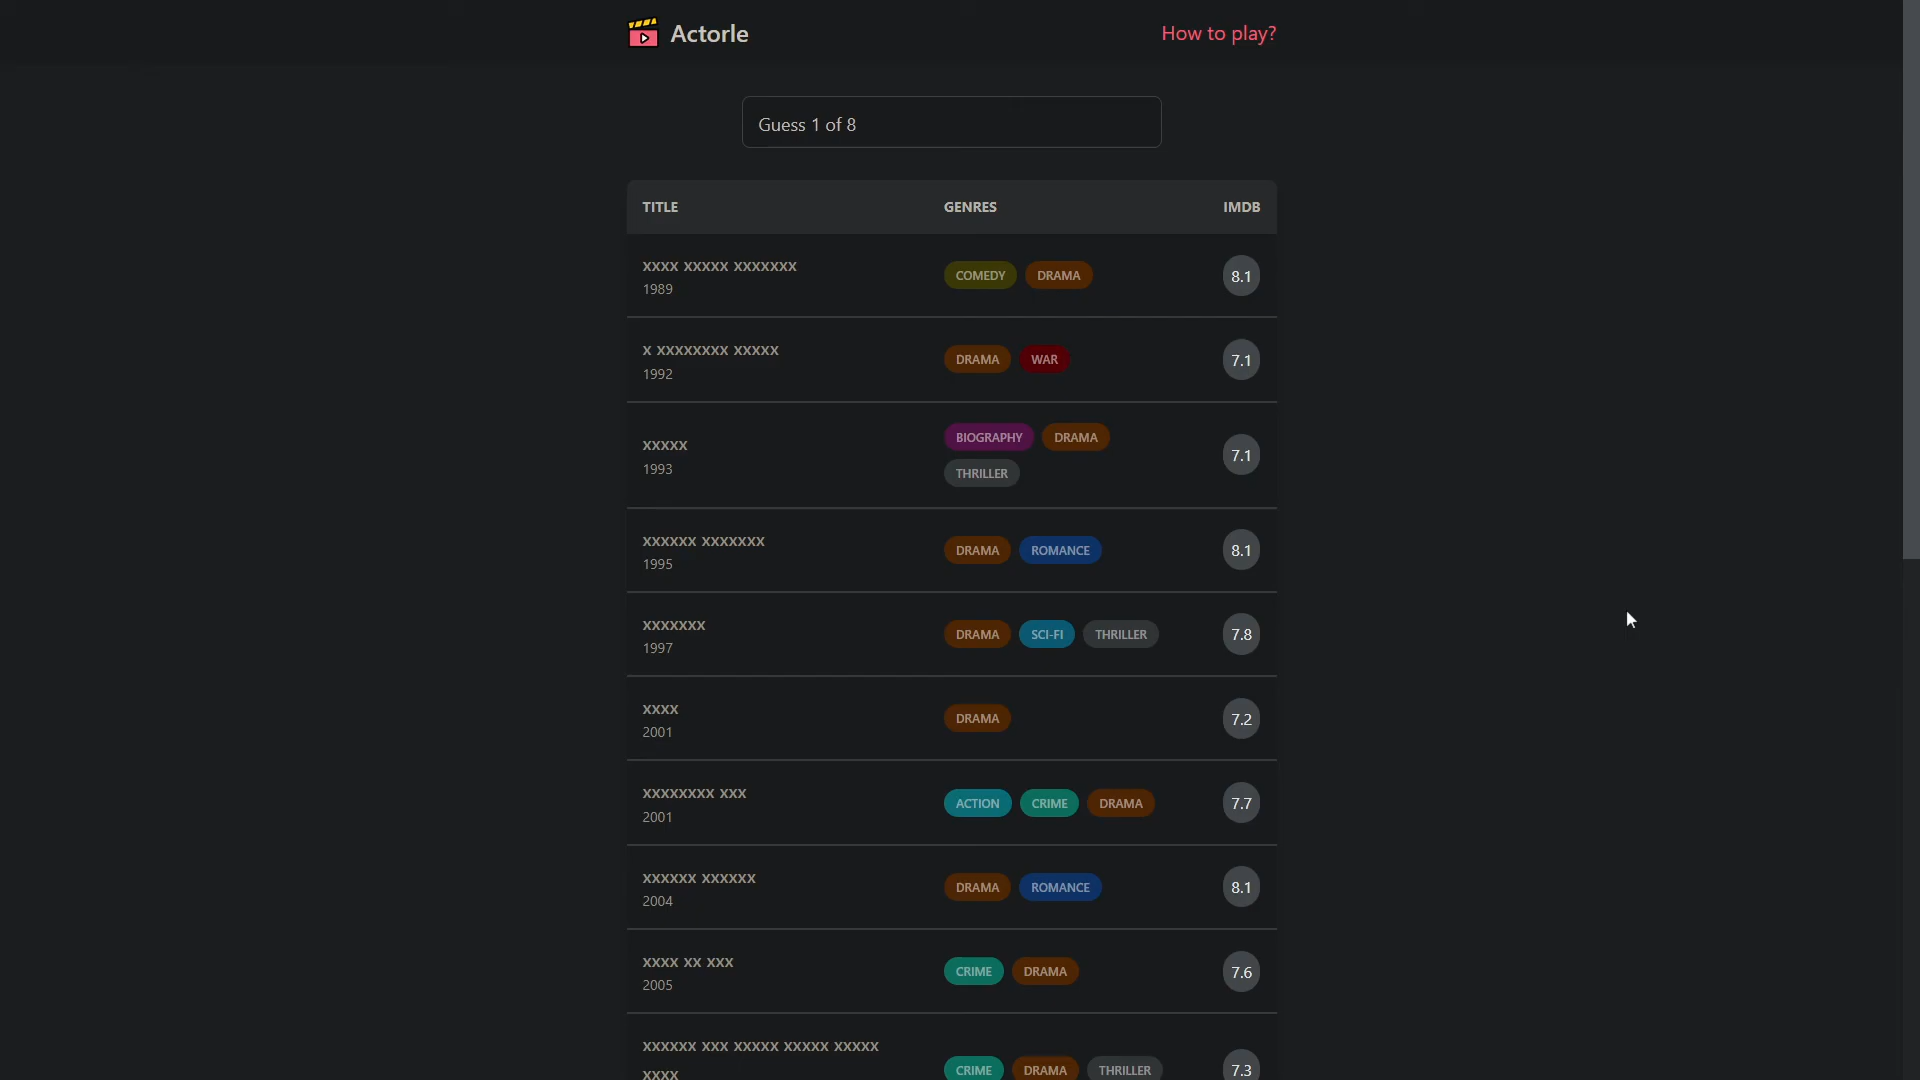 Actorle
How to play?
Guess 1 of 8
TITLE GENRES IMDB
xxxx xxxxx xxxxxxx
1989
COMEDY DRAMA
8.1
x xxxxxxxx xxxxx
1992
DRAMA WAR
7.1
xxxxx
1993
BIOGRAPHY DRAMA
THRILLER
7.1
xxxxxx xxxxxxx
1995
DRAMA ROMANCE
8.1
xxxxxxx
1997
DRAMA SCI-FI THRILLER
7.8
xxxx
2001
DRAMA
7.2
xxxxxxxx xxx
2001
ACTION CRIME DRAMA
7.7
xxxxxx xxxxxx
2004
DRAMA ROMANCE
8.1
xxxx xx xxx
2005
CRIME DRAMA
7.6
xxxxxx xxx xxxxx xxxxx xxxxx
xxxx
CRIME DRAMA THRILLER
7.3